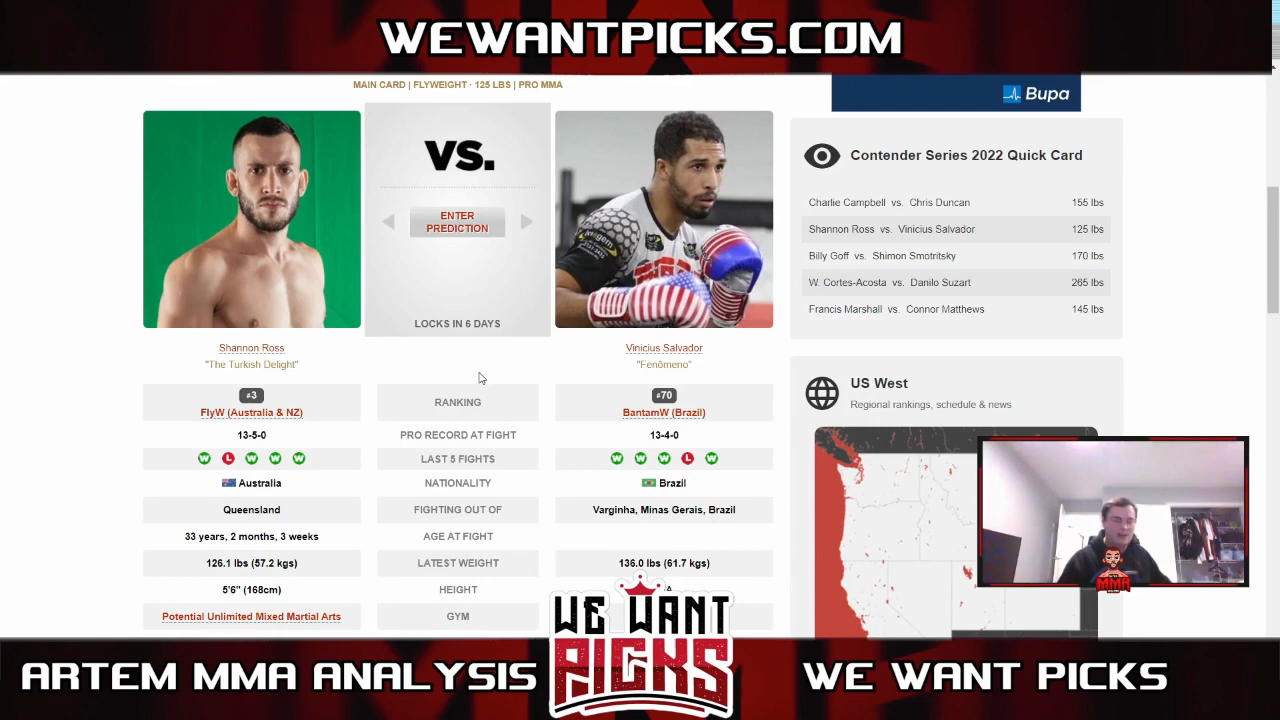 WEWANTPICKS.COM
MAIN CARD | FLYWEIGHT · 125 LBS | PRO MMA
Bupa
VS.
ENTER
PREDICTION
LOCKS IN 6 DAYS
Shannon Ross
"The Turkish Delight"
Vinicius Salvador
"Fenômeno"
#3
FlyW (Australia & NZ)
RANKING
#70
BantamW (Brazil)
13-5-0
PRO RECORD AT FIGHT
13-4-0
W L W W W
LAST 5 FIGHTS
W W W L W
Australia
NATIONALITY
Brazil
Queensland
FIGHTING OUT OF
Varginha, Minas Gerais, Brazil
33 years, 2 months, 3 weeks
AGE AT FIGHT
126.1 lbs (57.2 kgs)
LATEST WEIGHT
136.0 lbs (61.7 kgs)
5'6" (168cm)
HEIGHT
Potential Unlimited Mixed Martial Arts
GYM
Contender Series 2022 Quick Card
Charlie Campbell vs. Chris Duncan 155 lbs
Shannon Ross vs. Vinicius Salvador 125 lbs
Billy Goff vs. Shimon Smotritsky 170 lbs
W. Cortes-Acosta vs. Danilo Suzart 265 lbs
Francis Marshall vs. Connor Matthews 145 lbs
US West
Regional rankings, schedule & news
MMA
ARTEM MMA ANALYSIS
WE WANT
PICKS
WE WANT PICKS